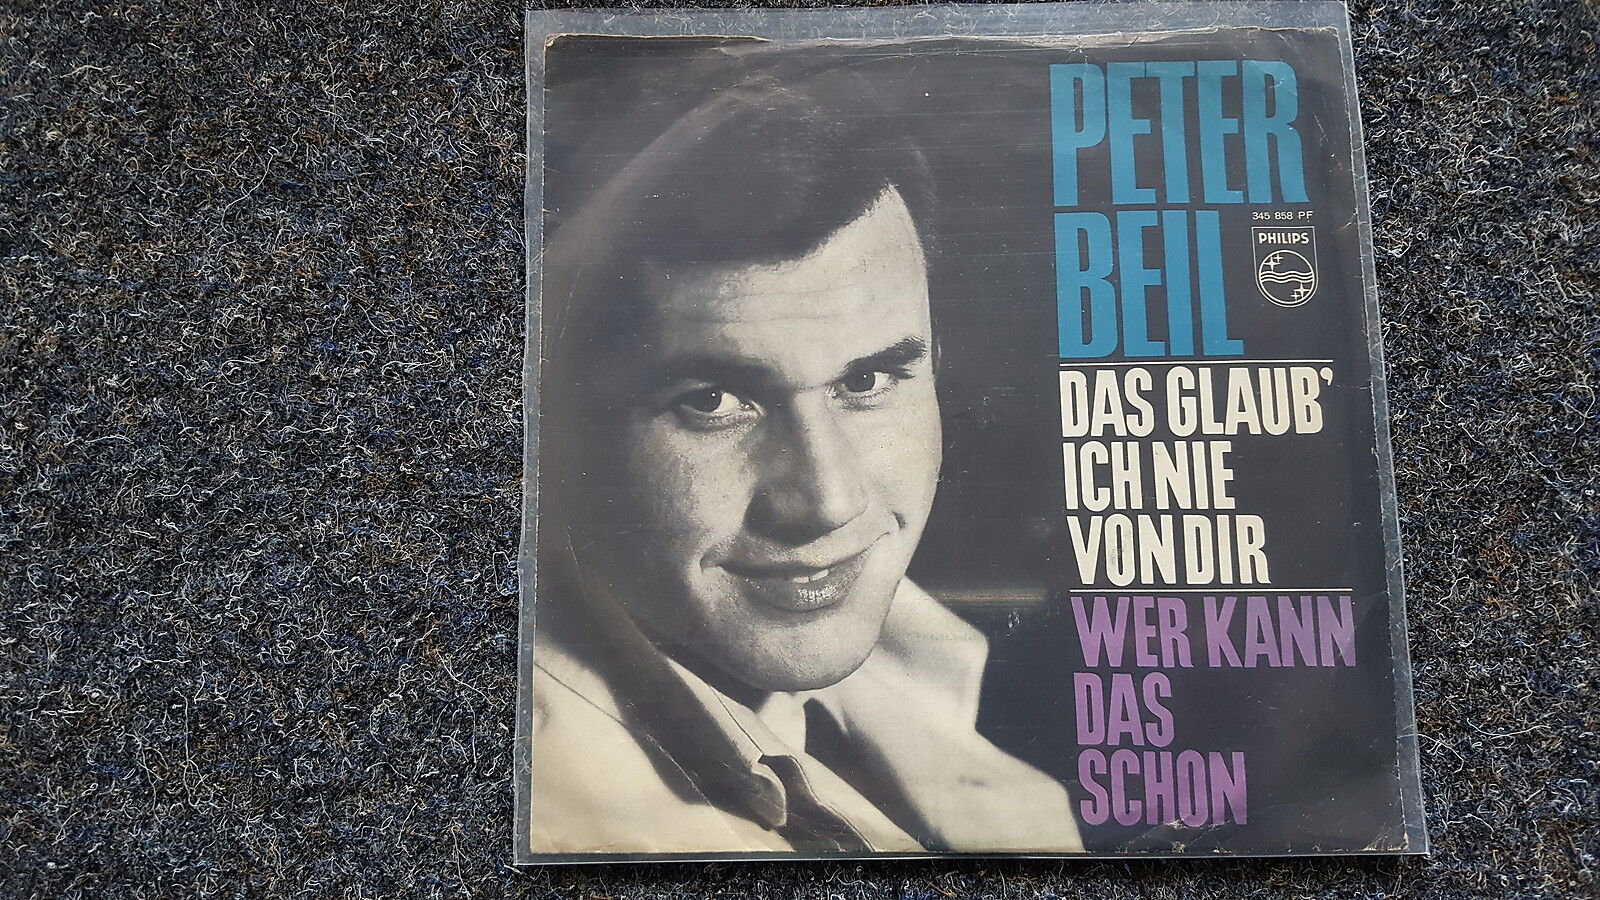 PETER
BEIL
345 858 PF
PHILIPS
DAS GLAUB'
ICH NIE
VON DIR
WER KANN
DAS
SCHON